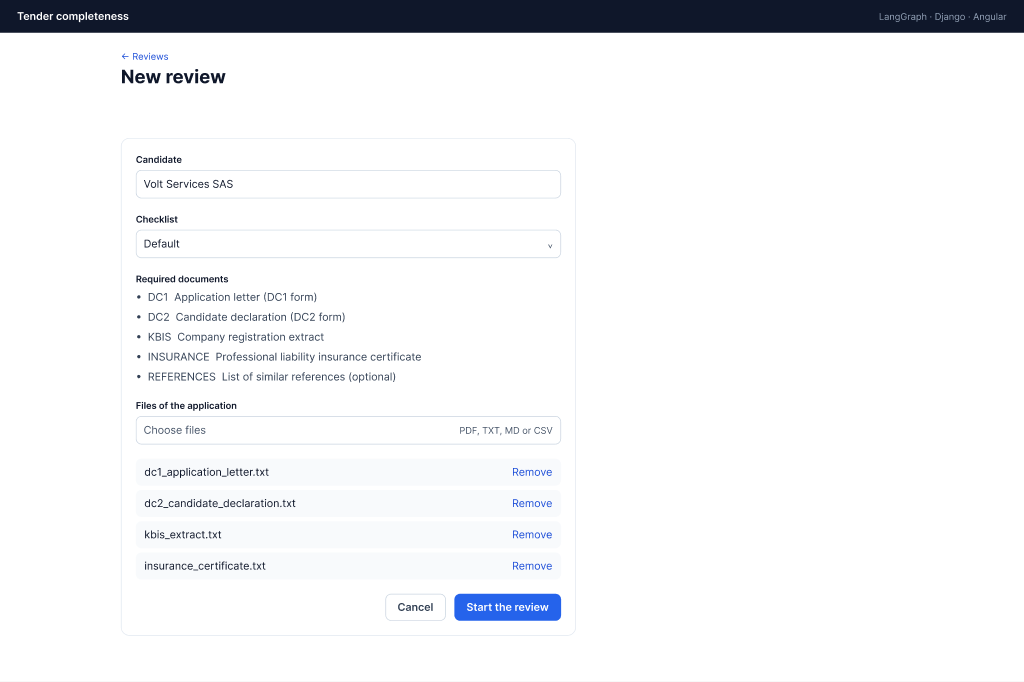 Tender completeness
LangGraph · Django · Angular
← Reviews
New review
Candidate
Volt Services SAS
Checklist
Default
Required documents
• DC1 Application letter (DC1 form)
• DC2 Candidate declaration (DC2 form)
• KBIS Company registration extract
• INSURANCE Professional liability insurance certificate
• REFERENCES List of similar references (optional)
Files of the application
Choose files PDF, TXT, MD or CSV
dc1_application_letter.txt Remove
dc2_candidate_declaration.txt Remove
kbis_extract.txt Remove
insurance_certificate.txt Remove
Cancel Start the review